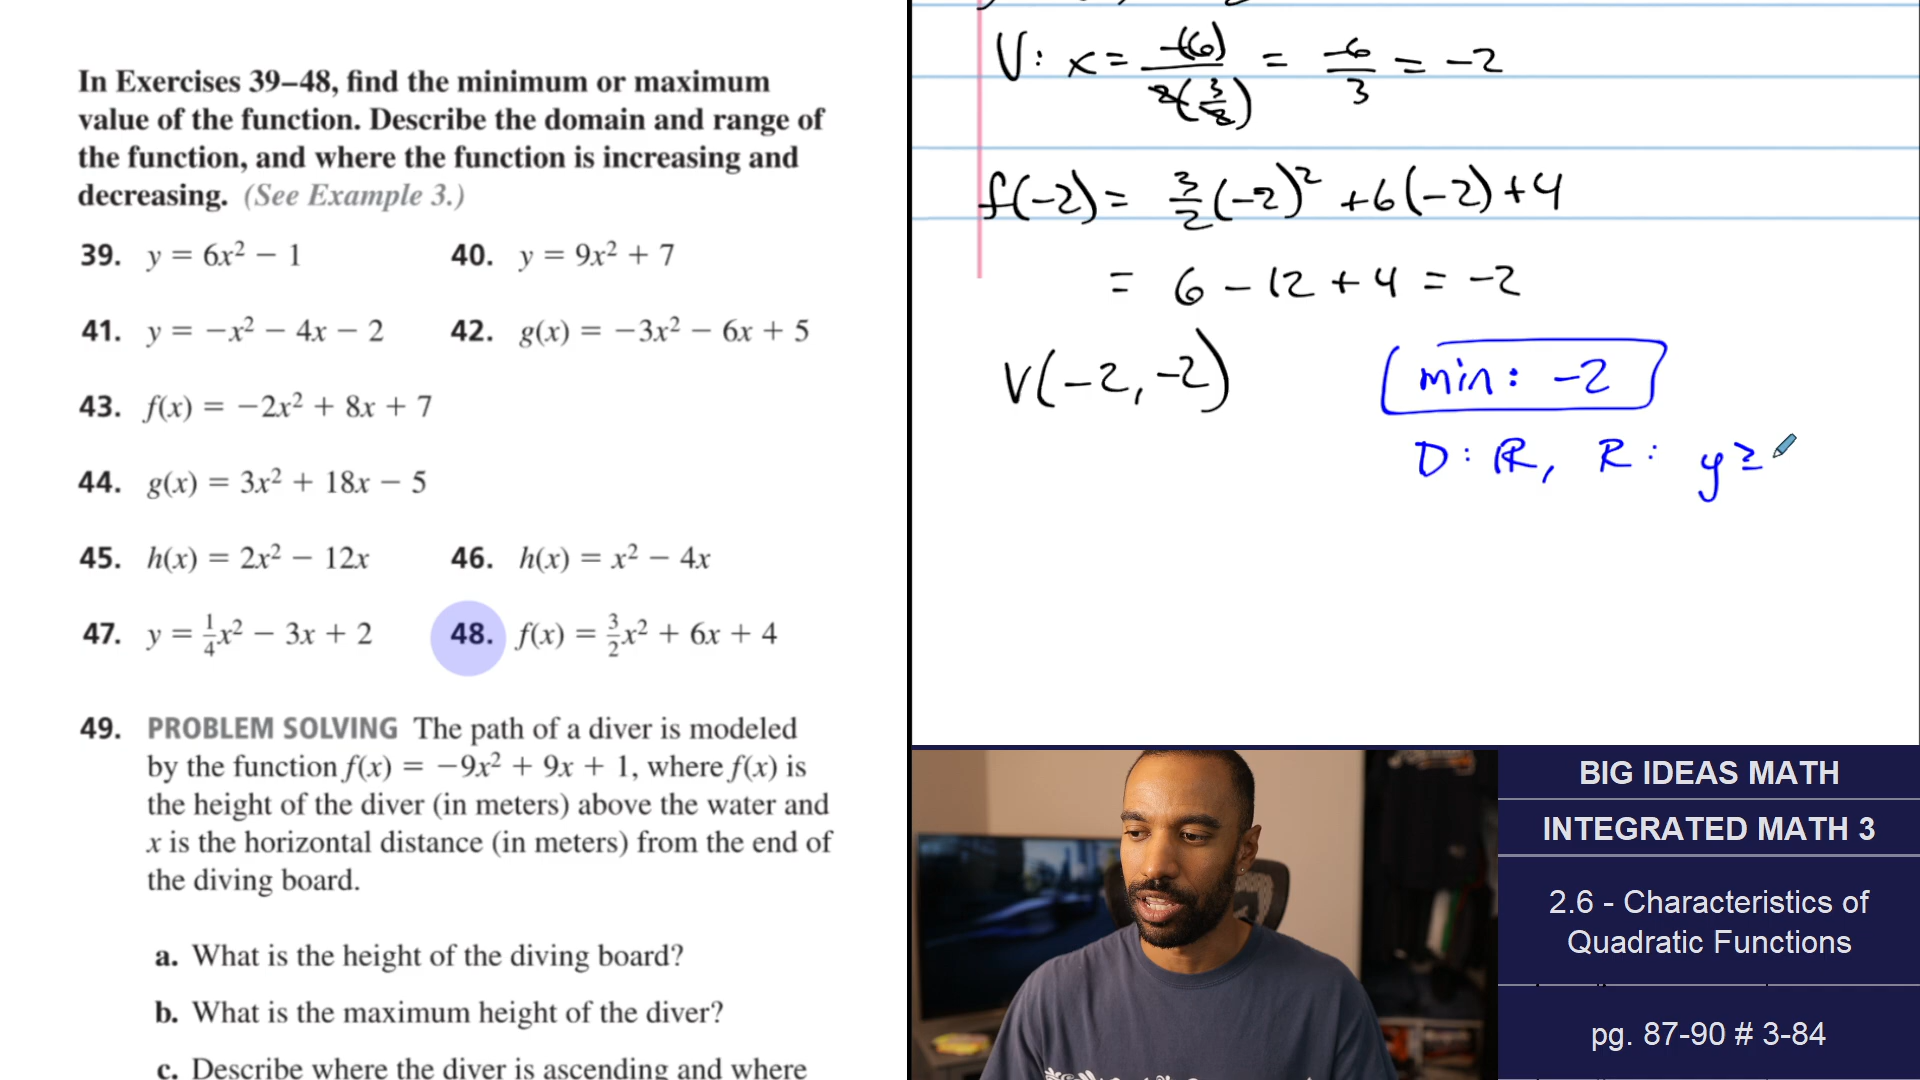 In Exercises 39–48, find the minimum or maximum
value of the function. Describe the domain and range of
the function, and where the function is increasing and
decreasing. (See Example 3.)
39. y = 6x² − 1
40. y = 9x² + 7
41. y = −x² − 4x − 2
42. g(x) = −3x² − 6x + 5
43. f(x) = −2x² + 8x + 7
44. g(x) = 3x² + 18x − 5
45. h(x) = 2x² − 12x
46. h(x) = x² − 4x
47. y = 1/4x² − 3x + 2
48. f(x) = 3/2x² + 6x + 4
49. PROBLEM SOLVING The path of a diver is modeled
by the function f(x) = −9x² + 9x + 1, where f(x) is
the height of the diver (in meters) above the water and
x is the horizontal distance (in meters) from the end of
the diving board.
a. What is the height of the diving board?
b. What is the maximum height of the diver?
c. Describe where the diver is ascending and where
V: x = -(6)/2(3/2) = -6/3 = -2
f(-2) = 3/2(-2)² +6(-2)+4
= 6 - 12 + 4 = -2
V(-2, -2)
min: -2
D: ℝ, R: y ≥
BIG IDEAS MATH
INTEGRATED MATH 3
2.6 - Characteristics of
Quadratic Functions
pg. 87-90 # 3-84